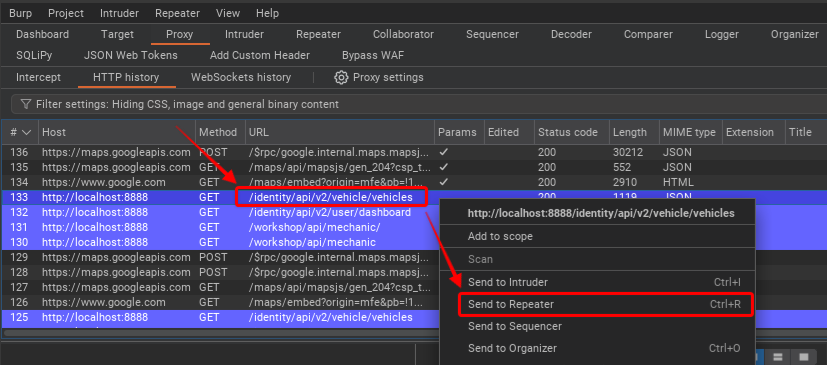 Burp Project Intruder Repeater View Help
Dashboard Target Proxy Intruder Repeater Collaborator Sequencer Decoder Comparer Logger Organizer
SQLiPy JSON Web Tokens Add Custom Header Bypass WAF
Intercept HTTP history WebSockets history Proxy settings
Filter settings: Hiding CSS, image and general binary content
# Host Method URL Params Edited Status code Length MIME type Extension Title
136 https://maps.googleapis.com POST /$rpc/google.internal.maps.mapsj... ✓ 200 30212 JSON
135 https://maps.googleapis.com GET /maps/api/mapsjs/gen_204?csp_t... ✓ 200 552 JSON
134 https://www.google.com GET /maps/embed?origin=mfe&pb=!1... ✓ 200 2910 HTML
133 http://localhost:8888 GET /identity/api/v2/vehicle/vehicles 200 1119 JSON
132 http://localhost:8888 GET /identity/api/v2/user/dashboard
131 http://localhost:8888 GET /workshop/api/mechanic/
130 http://localhost:8888 GET /workshop/api/mechanic
129 https://maps.googleapis.com POST /$rpc/google.internal.maps.mapsj...
128 https://maps.googleapis.com POST /$rpc/google.internal.maps.mapsj...
127 https://maps.googleapis.com GET /maps/api/mapsjs/gen_204?csp_t...
126 https://www.google.com GET /maps/embed?origin=mfe&pb=!1...
125 http://localhost:8888 GET /identity/api/v2/vehicle/vehicles
http://localhost:8888/identity/api/v2/vehicle/vehicles
Add to scope
Scan
Send to Intruder Ctrl+I
Send to Repeater Ctrl+R
Send to Sequencer
Send to Organizer Ctrl+O